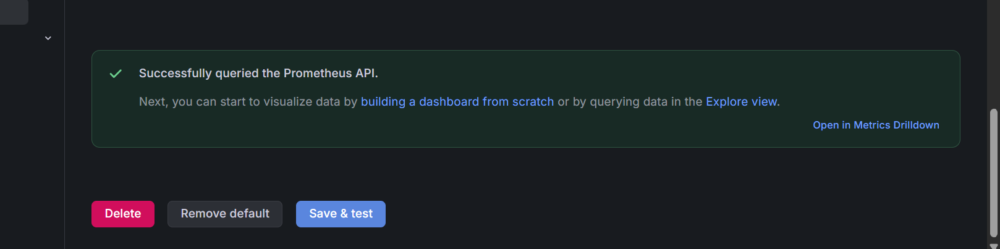 Successfully queried the Prometheus API.
Next, you can start to visualize data by building a dashboard from scratch or by querying data in the Explore view.
Open in Metrics Drilldown
Delete
Remove default
Save & test